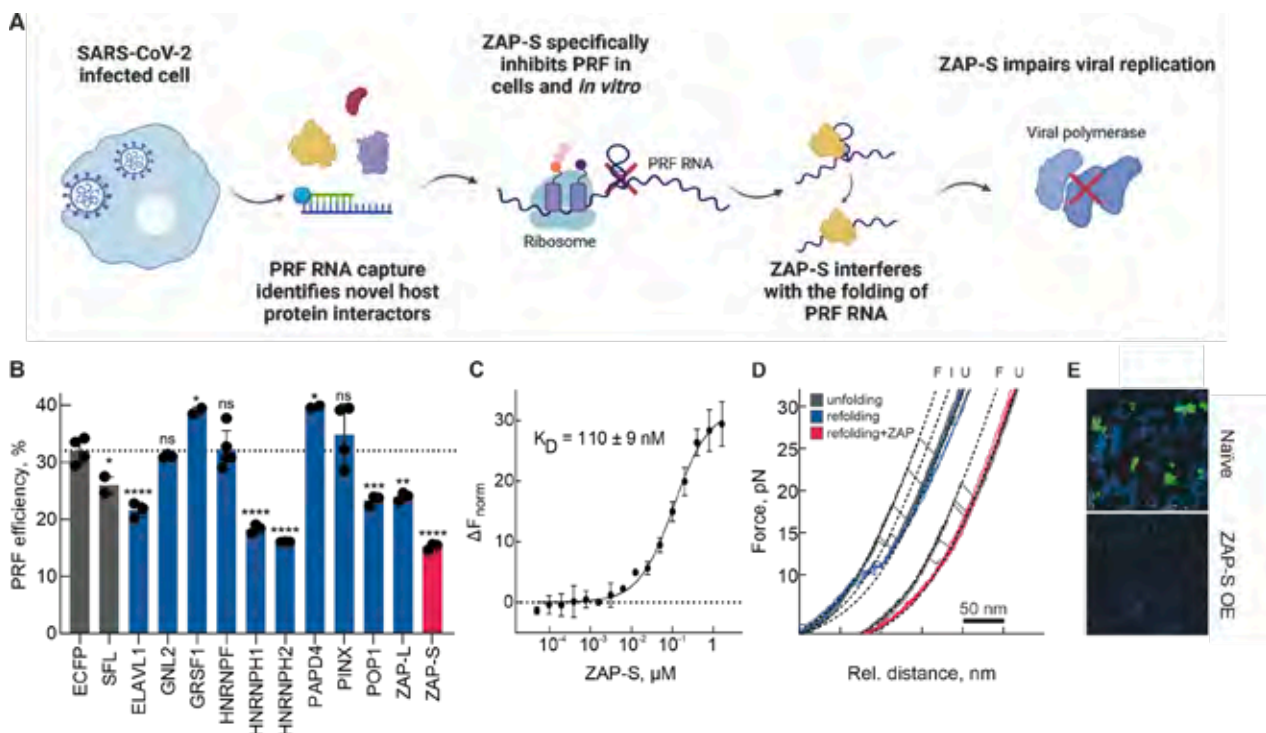 A
SARS-CoV-2
infected cell
PRF RNA capture
identifies novel host
protein interactors
ZAP-S specifically
inhibits PRF in
cells and in vitro
PRF RNA
Ribosome
ZAP-S interferes
with the folding of
PRF RNA
ZAP-S impairs viral replication
Viral polymerase
B
PRF efficiency, %
40
30
20
10
0
*
****
ns
*
ns
****
****
*
ns
***
**
****
ECFP
SFL
ELAVL1
GNL2
GRSF1
HNRNPF
HNRNPH1
HNRNPH2
PAPD4
PINX
POP1
ZAP-L
ZAP-S
C
ΔFnorm
30
20
10
0
KD = 110 ± 9 nM
10-4
10-3
10-2
10-1
1
ZAP-S, μM
D
F I U F U
unfolding
refolding
refolding+ZAP
Force, pN
30
20
10
50 nm
Rel. distance, nm
E
Naïve
ZAP-S OE